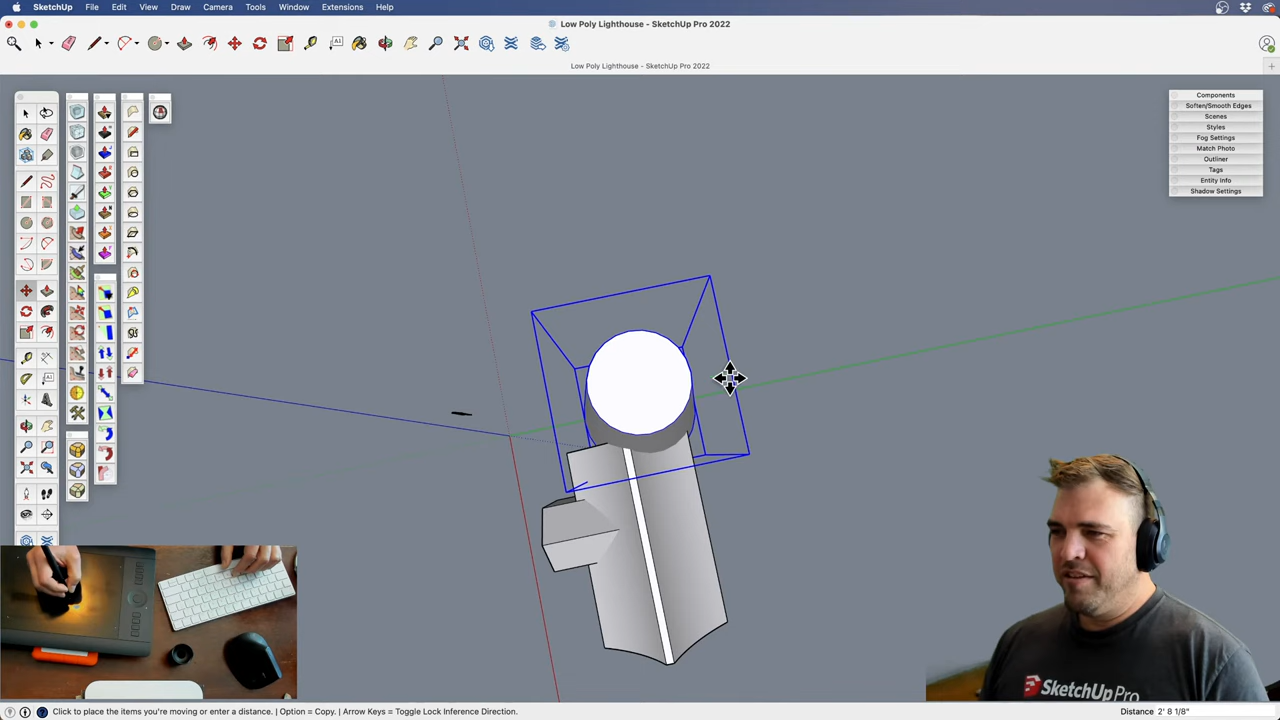 SketchUp File Edit View Draw Camera Tools Window Extensions Help
Low Poly Lighthouse - SketchUp Pro 2022
Low Poly Lighthouse - SketchUp Pro 2022
Components
Soften/Smooth Edges
Scenes
Styles
Fog Settings
Match Photo
Outliner
Tags
Entity Info
Shadow Settings
SketchUp Pro
Click to place the items you're moving or enter a distance. | Option = Copy. | Arrow Keys = Toggle Lock Inference Direction. Distance 2' 8 1/8"